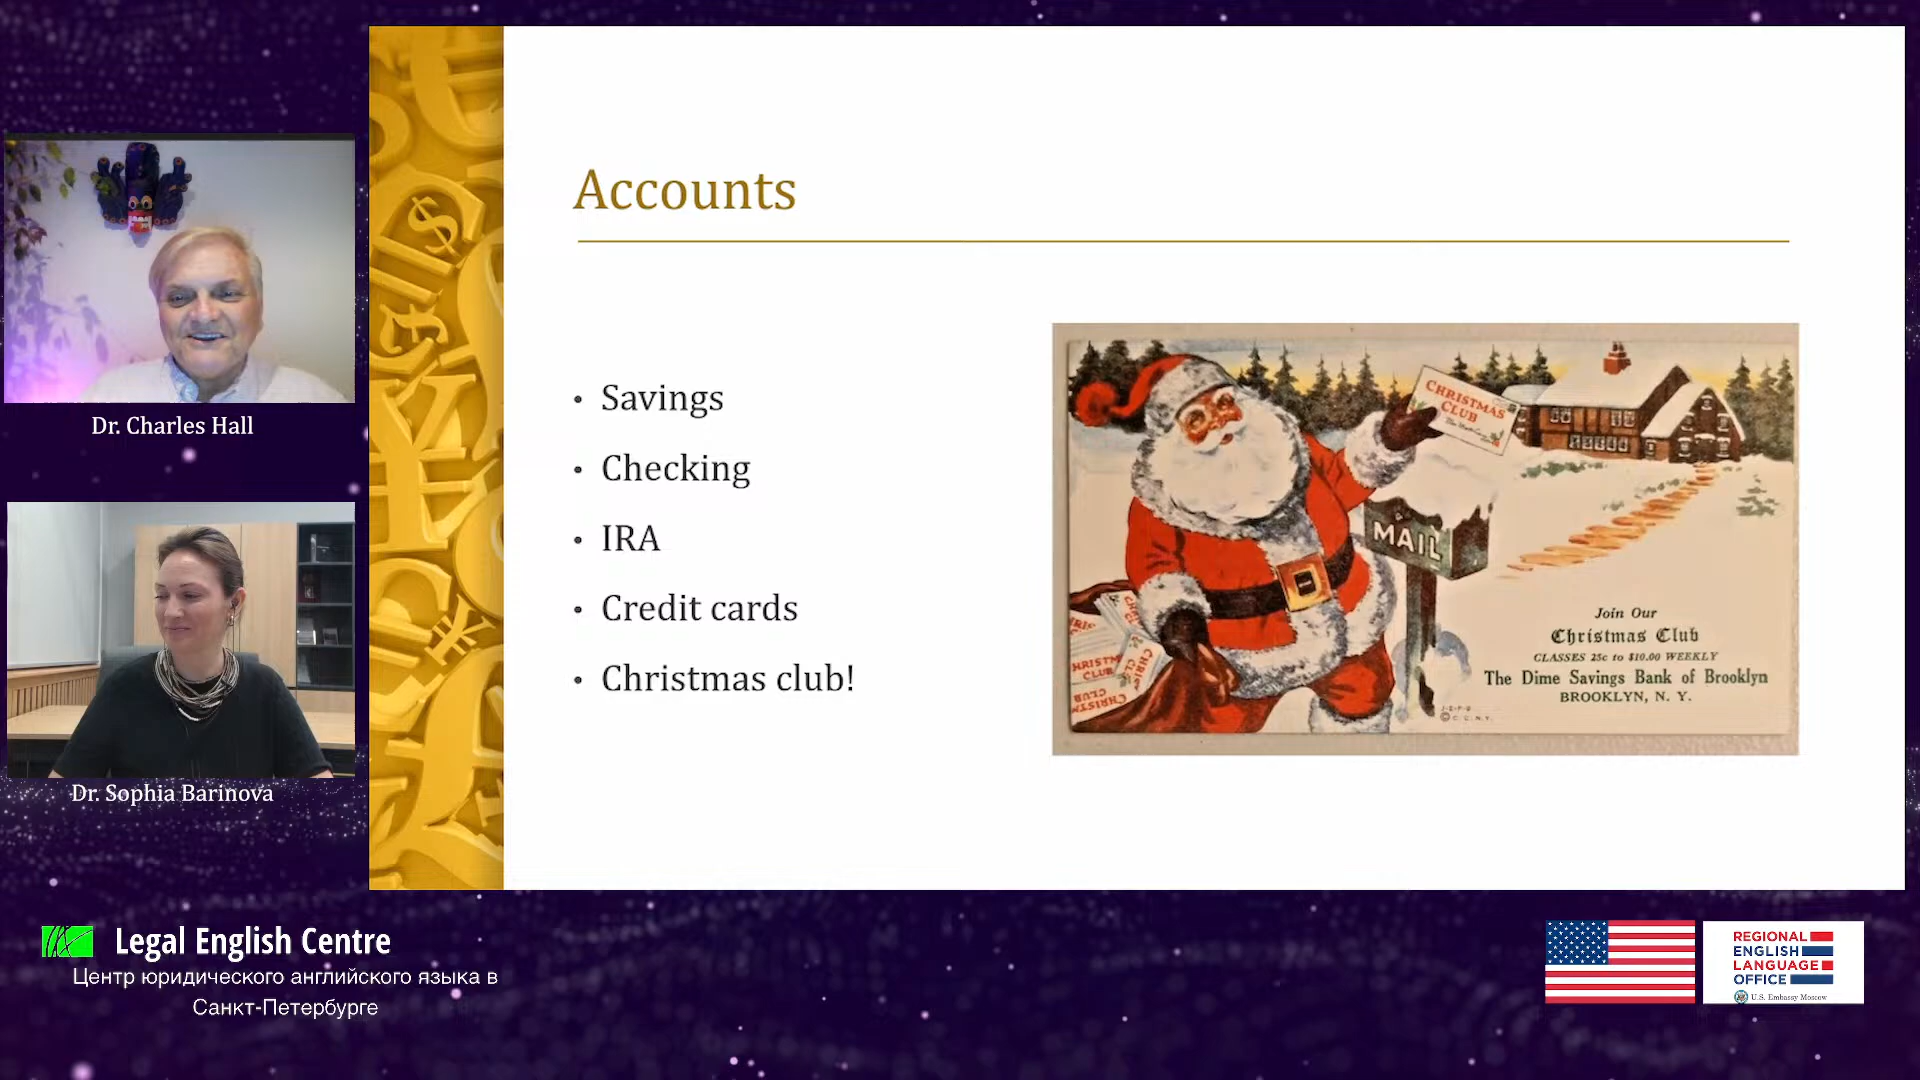 Dr. Charles Hall
Dr. Sophia Barinova
Accounts
• Savings
• Checking
• IRA
• Credit cards
• Christmas club!
CHRISTMAS
CLUB
MAIL
CHRISTM
CLUB
Join Our
Christmas Club
CLASSES 25c to $10.00 WEEKLY
The Dime Savings Bank of Brooklyn
BROOKLYN, N. Y.
Legal English Centre
Центр юридического английского языка в
Санкт-Петербурге
REGIONAL
ENGLISH
LANGUAGE
OFFICE
U.S. Embassy Moscow